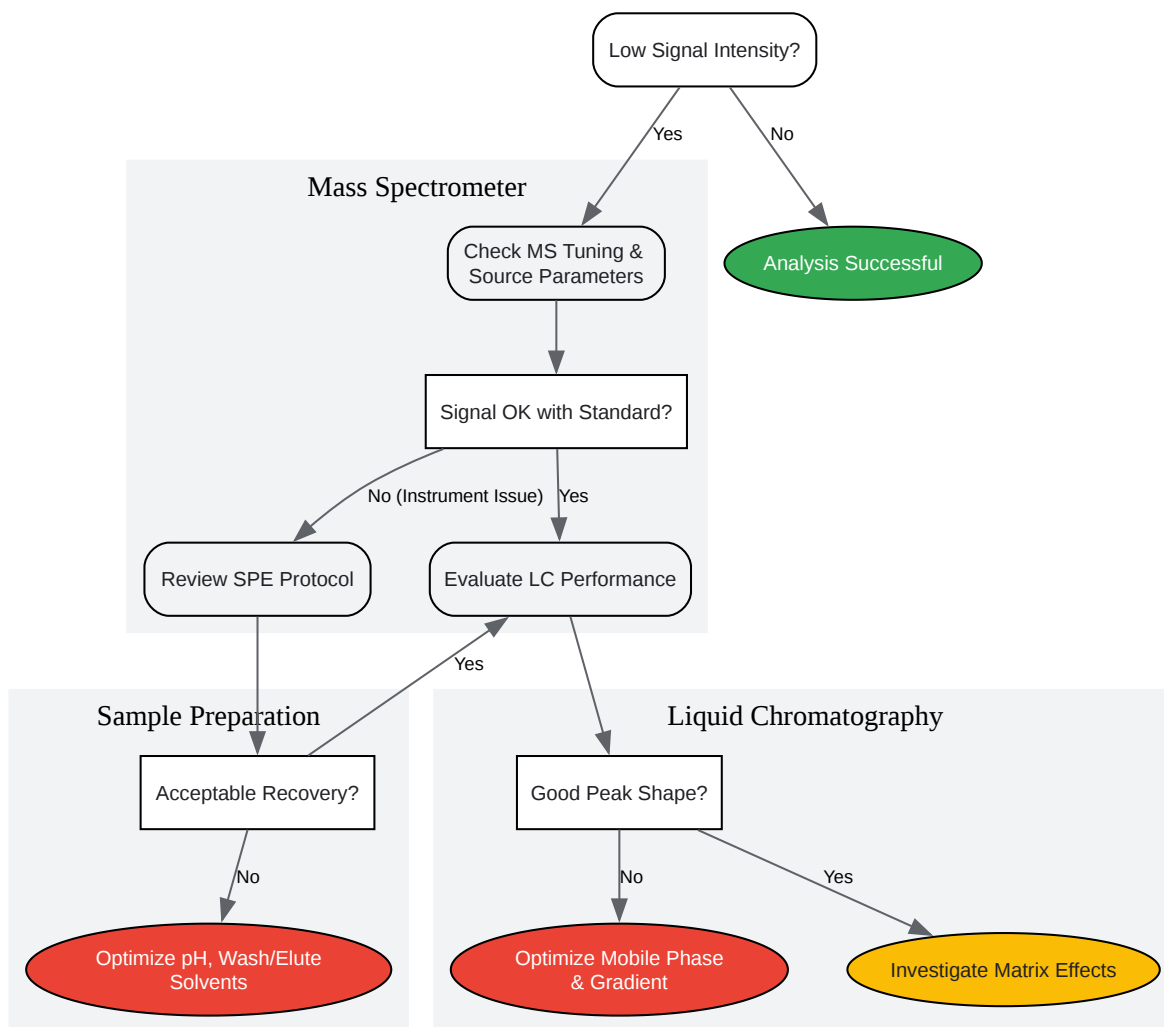 Low Signal Intensity?
Yes
No
Mass Spectrometer
Check MS Tuning &
Source Parameters
Analysis Successful
Signal OK with Standard?
No (Instrument Issue)
Yes
Review SPE Protocol
Evaluate LC Performance
Yes
Sample Preparation
Liquid Chromatography
Acceptable Recovery?
Good Peak Shape?
No
No
Yes
Optimize pH, Wash/Elute
Solvents
Optimize Mobile Phase
& Gradient
Investigate Matrix Effects